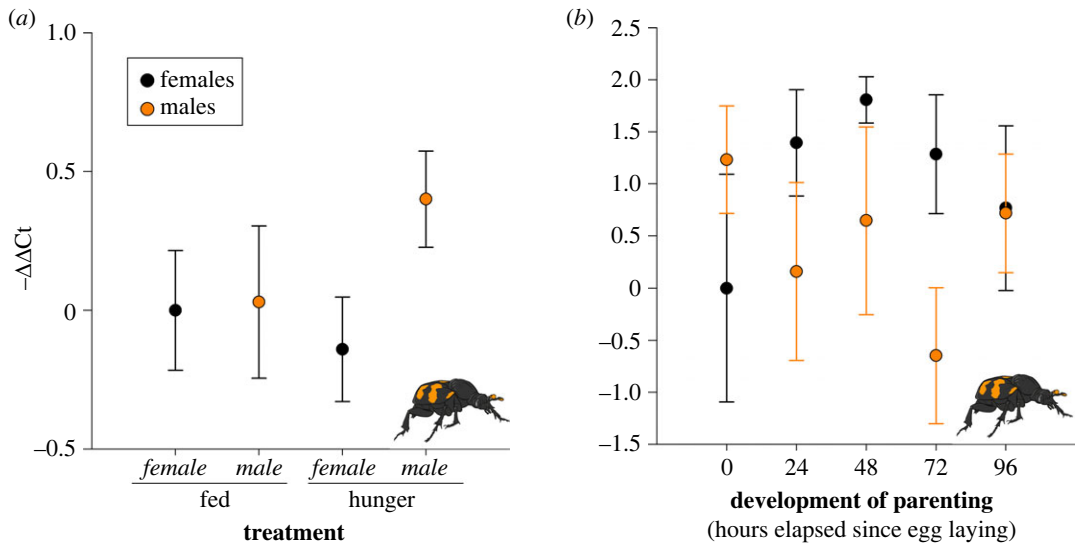 (a)
1.0
0.5
0
–0.5
–ΔΔCt
females
males
female male female male
fed hunger
treatment
(b)
2.5
2.0
1.5
1.0
0.5
0
–0.5
–1.0
–1.5
0 24 48 72 96
development of parenting
(hours elapsed since egg laying)